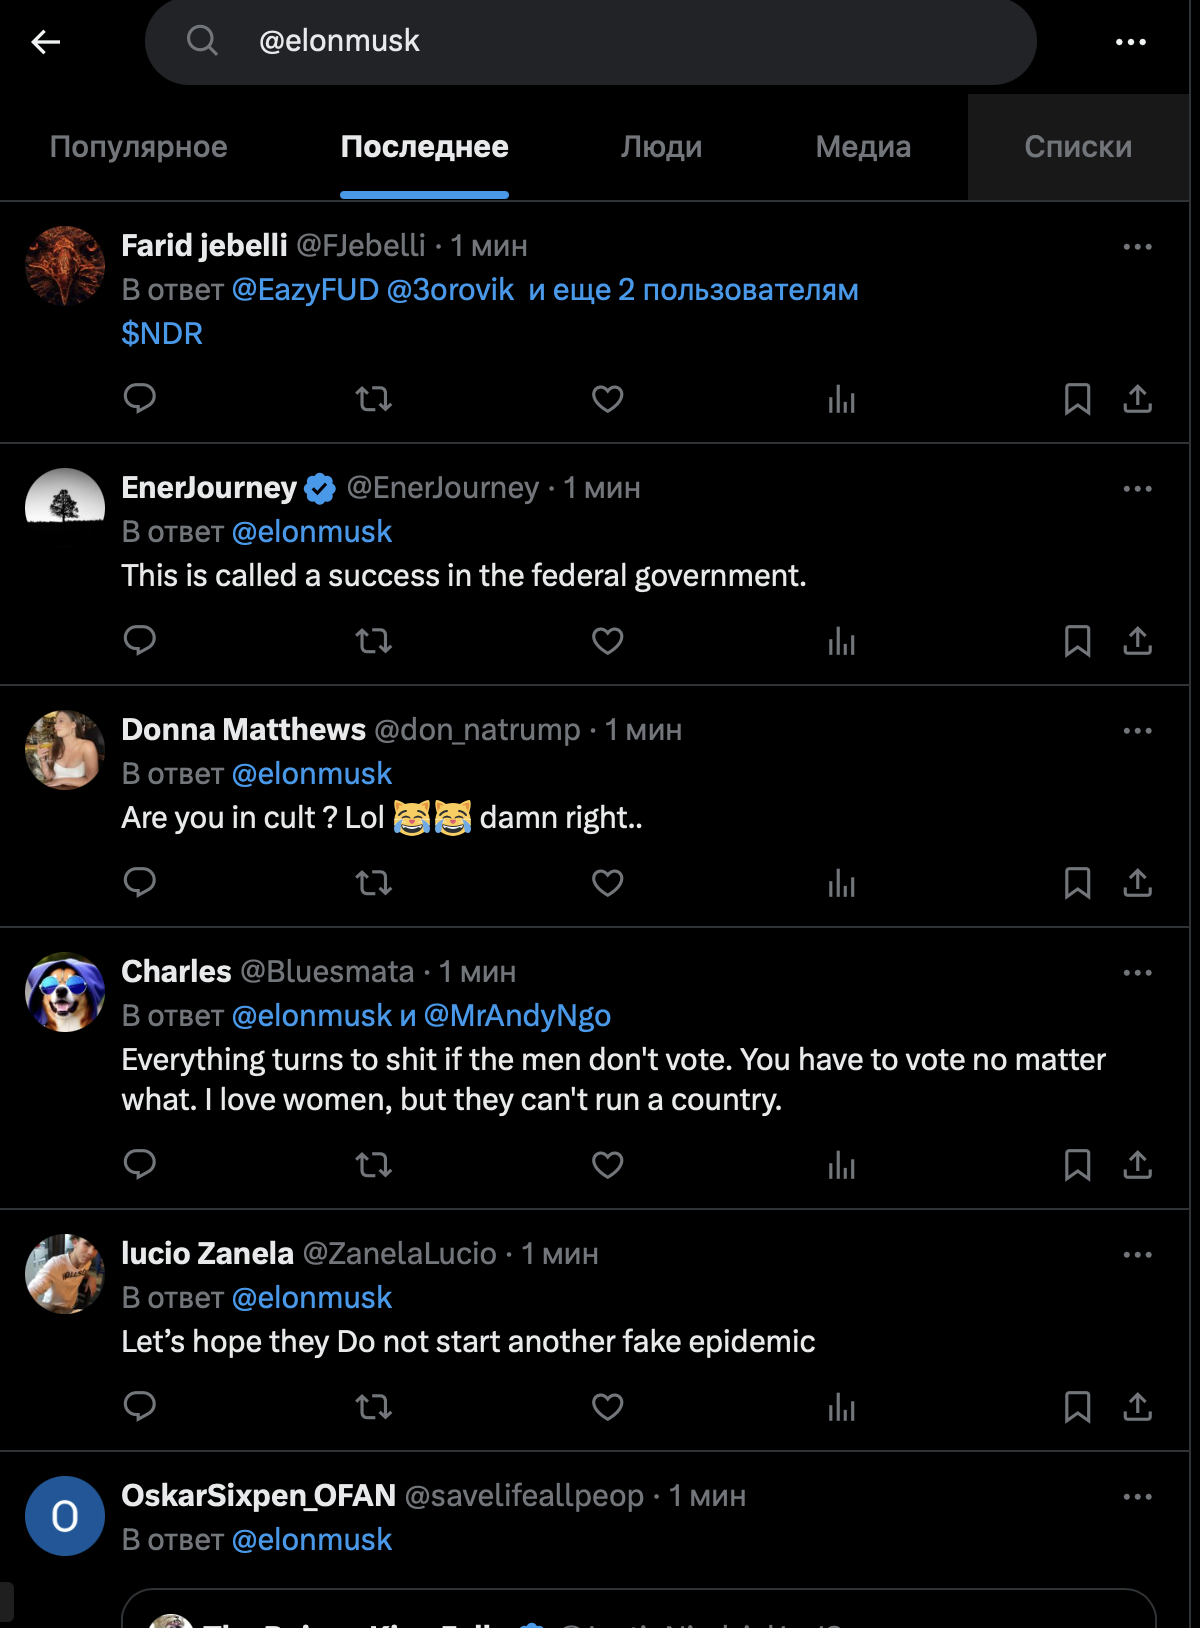 @elonmusk
Популярное Последнее Люди Медиа Списки
Farid jebelli @FJebelli · 1 мин
В ответ @EazyFUD @3orovik и еще 2 пользователям
$NDR
EnerJourney @EnerJourney · 1 мин
В ответ @elonmusk
This is called a success in the federal government.
Donna Matthews @don_natrump · 1 мин
В ответ @elonmusk
Are you in cult ? Lol 😹😹 damn right..
Charles @Bluesmata · 1 мин
В ответ @elonmusk и @MrAndyNgo
Everything turns to shit if the men don't vote. You have to vote no matter
what. I love women, but they can't run a country.
lucio Zanela @ZanelaLucio · 1 мин
В ответ @elonmusk
Let’s hope they Do not start another fake epidemic
O
OskarSixpen_OFAN @savelifeallpeop · 1 мин
В ответ @elonmusk